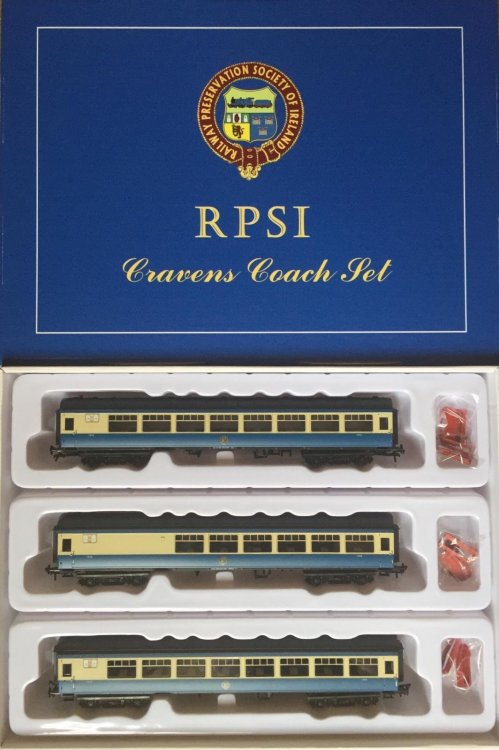 RAILWAY PRESERVATION SOCIETY OF IRELAND
RPSI
Cravens Coach Set